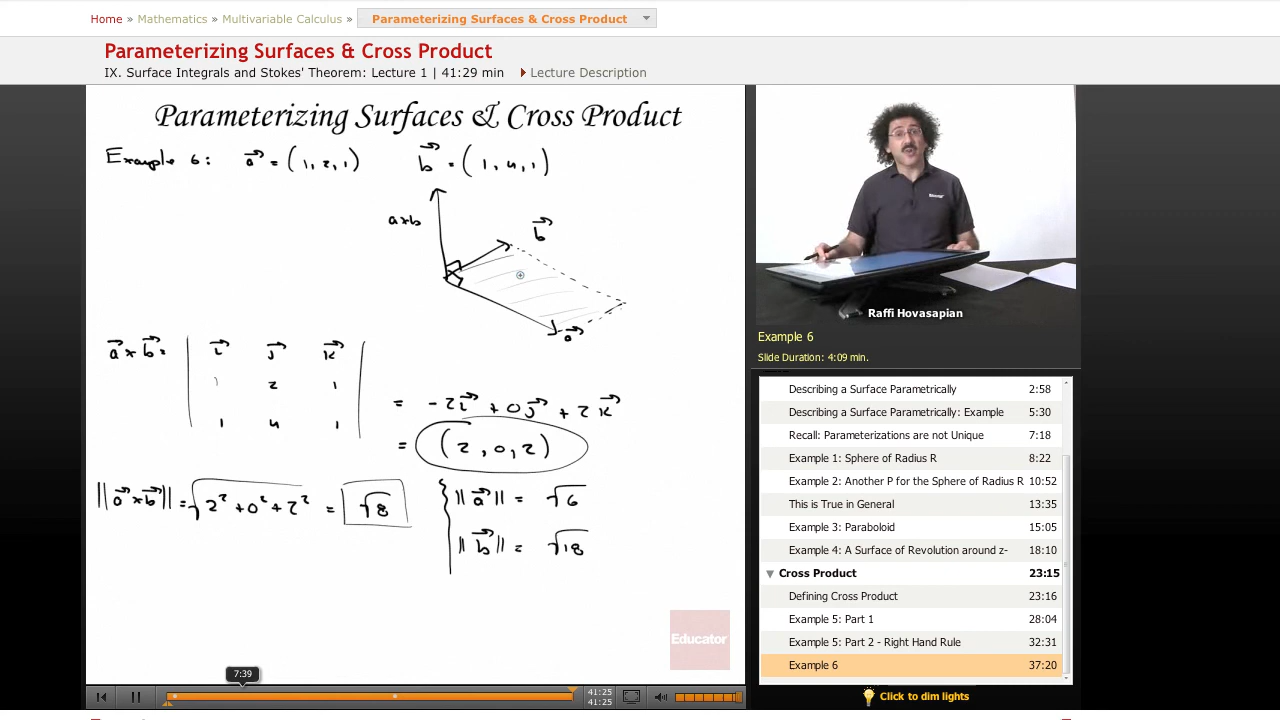 Home » Mathematics » Multivariable Calculus » Parameterizing Surfaces & Cross Product
Parameterizing Surfaces & Cross Product
IX. Surface Integrals and Stokes' Theorem: Lecture 1 | 41:29 min Lecture Description
Parameterizing Surfaces & Cross Product
Example 6: a = (1, 2, 1) b = (1, 4, 1)
a×b
b
a
a × b = | i j k |
1 2 1
1 4 1
= -2i + 0j + 2k
= (2, 0, 2)
||a × b|| = √2² + 0² + 2² = √8
||a|| = √6
||b|| = √18
Educator
7:39
41:25
41:25
Raffi Hovasapian
Example 6
Slide Duration: 4:09 min.
Describing a Surface Parametrically 2:58
Describing a Surface Parametrically: Example 5:30
Recall: Parameterizations are not Unique 7:18
Example 1: Sphere of Radius R 8:22
Example 2: Another P for the Sphere of Radius R 10:52
This is True in General 13:35
Example 3: Paraboloid 15:05
Example 4: A Surface of Revolution around z- 18:10
Cross Product 23:15
Defining Cross Product 23:16
Example 5: Part 1 28:04
Example 5: Part 2 - Right Hand Rule 32:31
Example 6 37:20
Click to dim lights